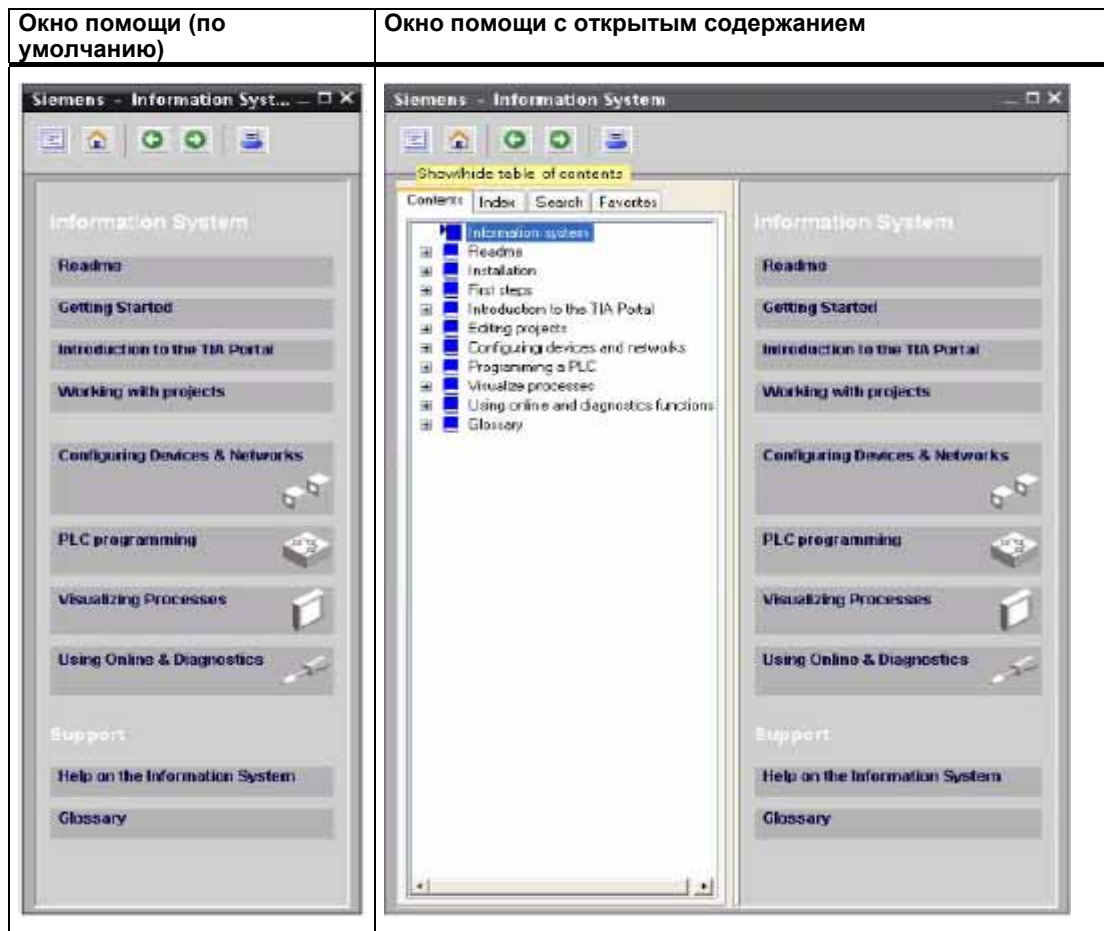 Окно помощи (по
умолчанию)
Окно помощи с открытым содержанием
Siemens - Information Syst...
Information System
Readme
Getting Started
Introduction to the TIA Portal
Working with projects
Configuring Devices & Networks
PLC programming
Visualizing Processes
Using Online & Diagnostics
Support
Help on the Information System
Glossary
Siemens - Information System
Show/hide table of contents
Contents Index Search Favorites
Information system
Readme
Installation
First steps
Introduction to the TIA Portal
Editing projects
Configuring devices and networks
Programming a PLC
Visualize processes
Using online and diagnostics functions
Glossary
Information System
Readme
Getting Started
Introduction to the TIA Portal
Working with projects
Configuring Devices & Networks
PLC programming
Visualizing Processes
Using Online & Diagnostics
Support
Help on the Information System
Glossary